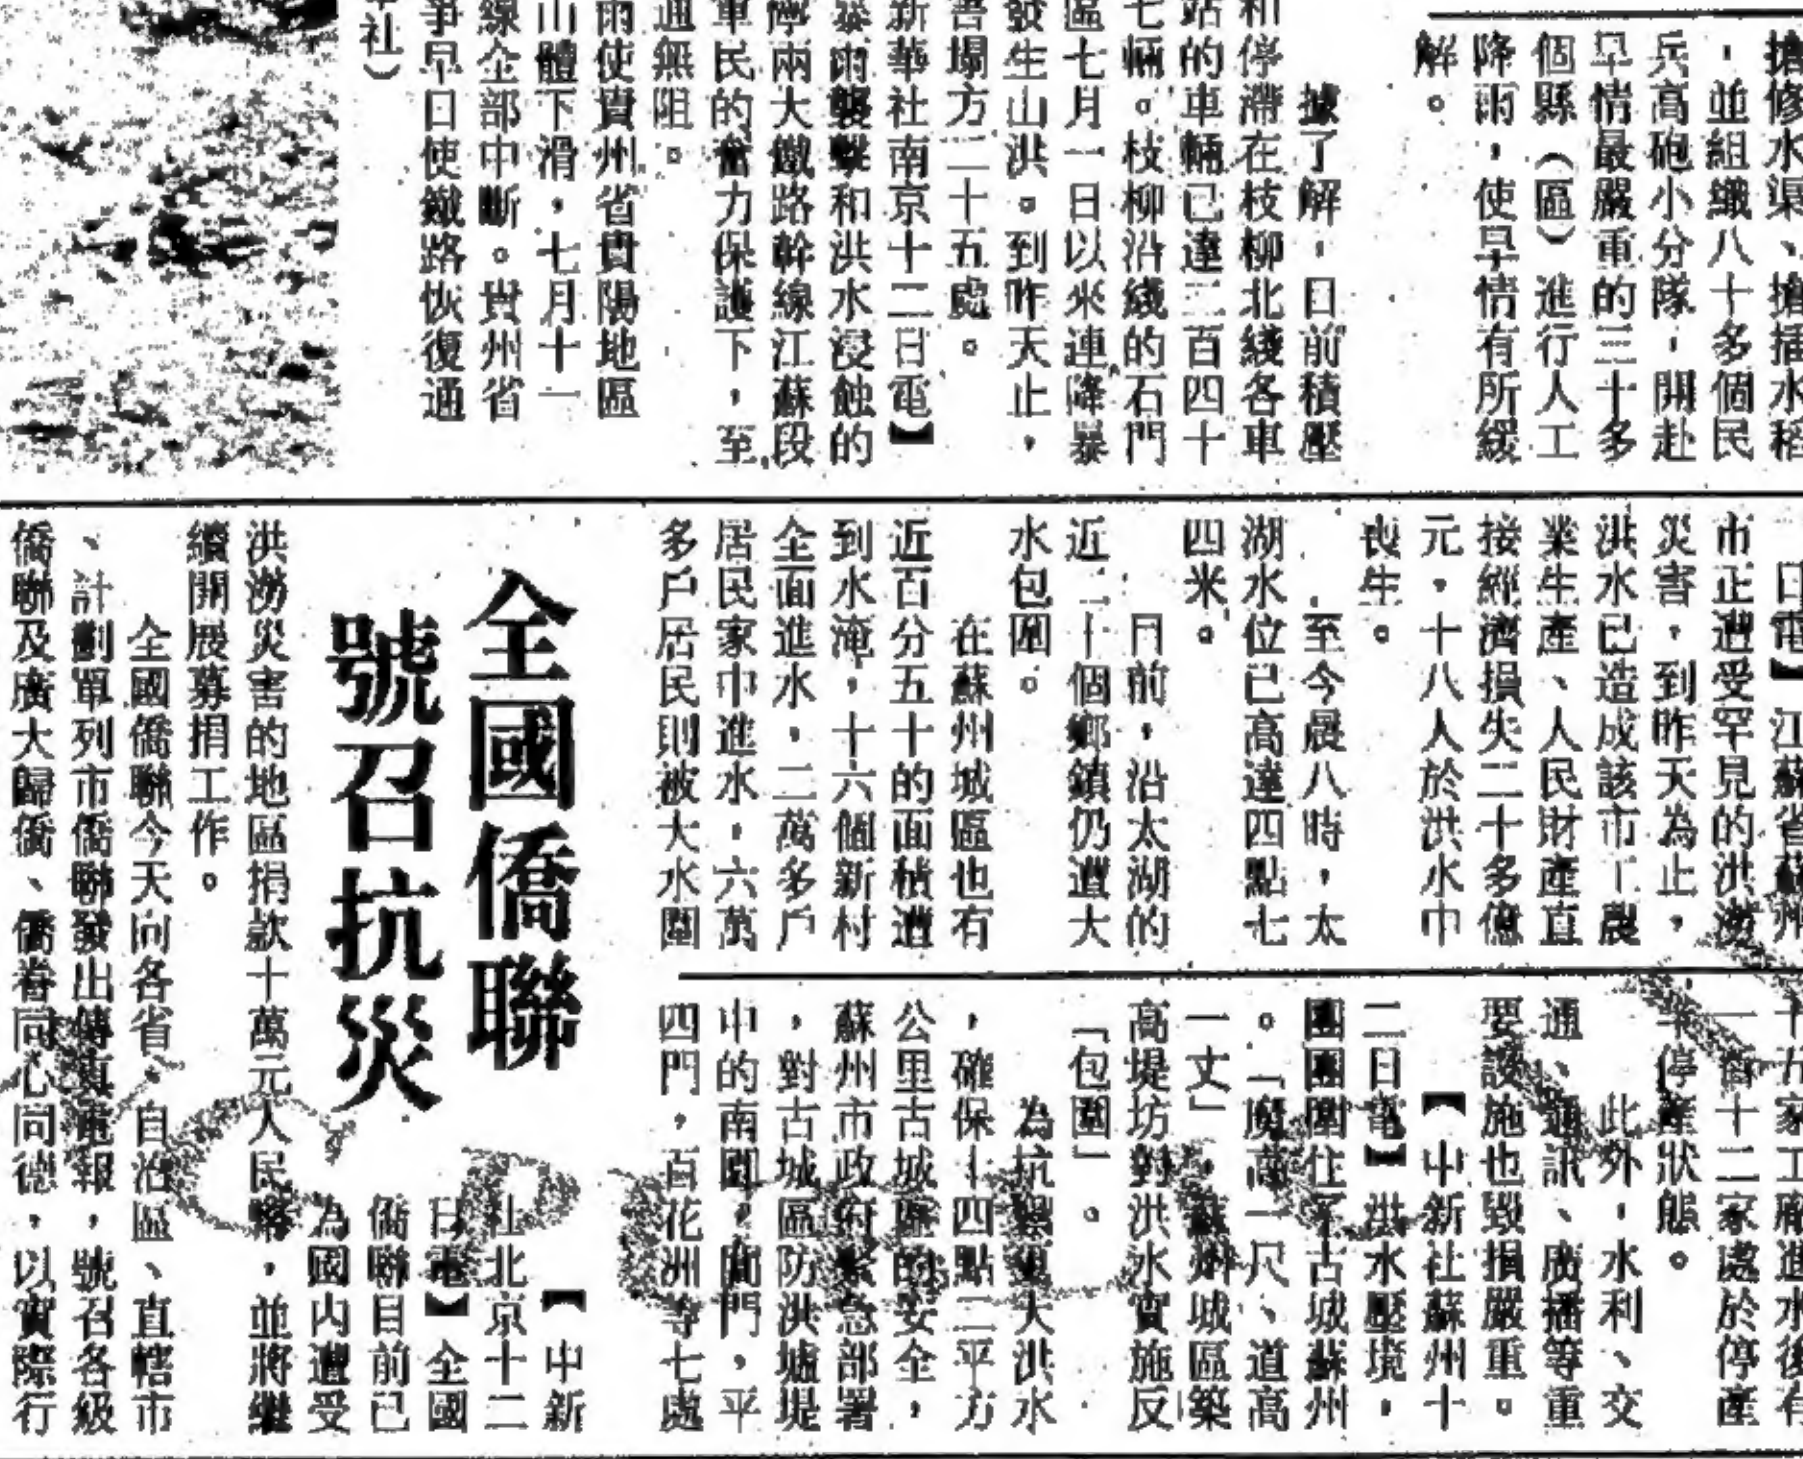 搶修水渠、搶插水稻
，並組織八十多個民
兵高砲小分隊，開赴
旱情最嚴重的三十多
個縣（區）進行人工
降雨，使旱情有所緩
解。
據了解，日前積壓
和停滯在枝柳北綫各車
站的車輛已達二百四十
七輛。枝柳沿綫的石門
區七月一日以來連降暴
發生山洪。到昨天止，
塌方二十五處。
新華社南京十二日電】
暴雨襲擊和洪水浸蝕的
兩大鐵路幹線江蘇段
軍民的奮力保護下，至
通無阻。
雨使貴州省貴陽地區
山體下滑，七月十一
線全部中斷。貴州省
爭早日使鐵路恢復通
社）
日電】江蘇省蘇州
市正遭受罕見的洪澇
災害，到昨天為止，
洪水已造成該市工農
業生產、人民財產直
接經濟損失二十多億
元，十八人於洪水中
喪生。
至今晨八時，太
湖水位已高達四點七
四米。
日前，沿太湖的
近二十個鄉鎮仍遭大
水包圍。
在蘇州城區也有
近百分五十的面積遭
到水淹，十六個新村
全面進水，二萬多戶
居民家中進水，六萬
多戶居民則被大水圍
十五家工廠進水後有
一百十二家處於停產
半停產狀態。
此外，水利、交
通、通訊、廣播等重
要設施也毀損嚴重。
【中新社蘇州十
二日電】洪水壓境，
團團圍住了古城蘇州
。「魔高一尺、道高
一丈」，蘇州城區築
高堤坊對洪水實施反
「包圍」。
為抗禦更大洪水
，確保十四點二平方
公里古城區的安全，
蘇州市政府緊急部署
，對古城區防洪墟堤
中的南園，閶門，平
四門，百花洲等七處
全國僑聯
號召抗災
【中新
社北京十二
日電】全國
僑聯目前已
為國內遭受
洪澇災害的地區捐款十萬元人民幣，並將繼
續開展募捐工作。
全國僑聯今天向各省、自治區、直轄市
、計劃單列市僑聯發出傳真電報，號召各級
僑聯及廣大歸僑、僑眷同心同德，以實際行